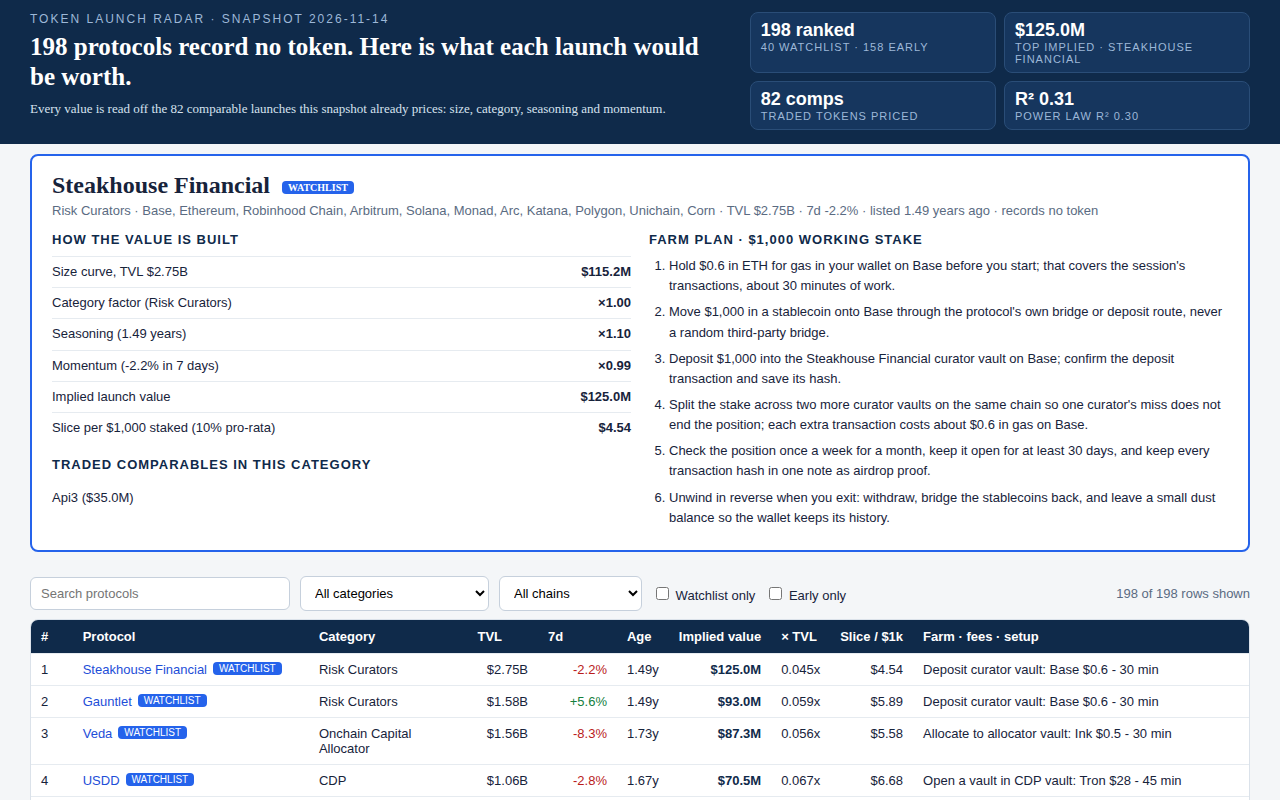 TOKEN LAUNCH RADAR · SNAPSHOT 2026-11-14
198 protocols record no token. Here is what each launch would
be worth.
Every value is read off the 82 comparable launches this snapshot already prices: size, category, seasoning and momentum.
198 ranked
40 WATCHLIST · 158 EARLY
$125.0M
TOP IMPLIED · STEAKHOUSE
FINANCIAL
82 comps
TRADED TOKENS PRICED
R² 0.31
POWER LAW R² 0.30
Steakhouse Financial WATCHLIST
Risk Curators · Base, Ethereum, Robinhood Chain, Arbitrum, Solana, Monad, Arc, Katana, Polygon, Unichain, Corn · TVL $2.75B · 7d -2.2% · listed 1.49 years ago · records no token
HOW THE VALUE IS BUILT
Size curve, TVL $2.75B $115.2M
Category factor (Risk Curators) ×1.00
Seasoning (1.49 years) ×1.10
Momentum (-2.2% in 7 days) ×0.99
Implied launch value $125.0M
Slice per $1,000 staked (10% pro-rata) $4.54
TRADED COMPARABLES IN THIS CATEGORY
Api3 ($35.0M)
FARM PLAN · $1,000 WORKING STAKE
1. Hold $0.6 in ETH for gas in your wallet on Base before you start; that covers the session's
transactions, about 30 minutes of work.
2. Move $1,000 in a stablecoin onto Base through the protocol's own bridge or deposit route, never
a random third-party bridge.
3. Deposit $1,000 into the Steakhouse Financial curator vault on Base; confirm the deposit
transaction and save its hash.
4. Split the stake across two more curator vaults on the same chain so one curator's miss does not
end the position; each extra transaction costs about $0.6 in gas on Base.
5. Check the position once a week for a month, keep it open for at least 30 days, and keep every
transaction hash in one note as airdrop proof.
6. Unwind in reverse when you exit: withdraw, bridge the stablecoins back, and leave a small dust
balance so the wallet keeps its history.
Search protocols All categories All chains Watchlist only Early only 198 of 198 rows shown
# Protocol Category TVL 7d Age Implied value × TVL Slice / $1k Farm · fees · setup
1 Steakhouse Financial WATCHLIST Risk Curators $2.75B -2.2% 1.49y $125.0M 0.045x $4.54 Deposit curator vault: Base $0.6 - 30 min
2 Gauntlet WATCHLIST Risk Curators $1.58B +5.6% 1.49y $93.0M 0.059x $5.89 Deposit curator vault: Base $0.6 - 30 min
3 Veda WATCHLIST Onchain Capital
Allocator $1.56B -8.3% 1.73y $87.3M 0.056x $5.58 Allocate to allocator vault: Ink $0.5 - 30 min
4 USDD WATCHLIST CDP $1.06B -2.8% 1.67y $70.5M 0.067x $6.68 Open a vault in CDP vault: Tron $28 - 45 min